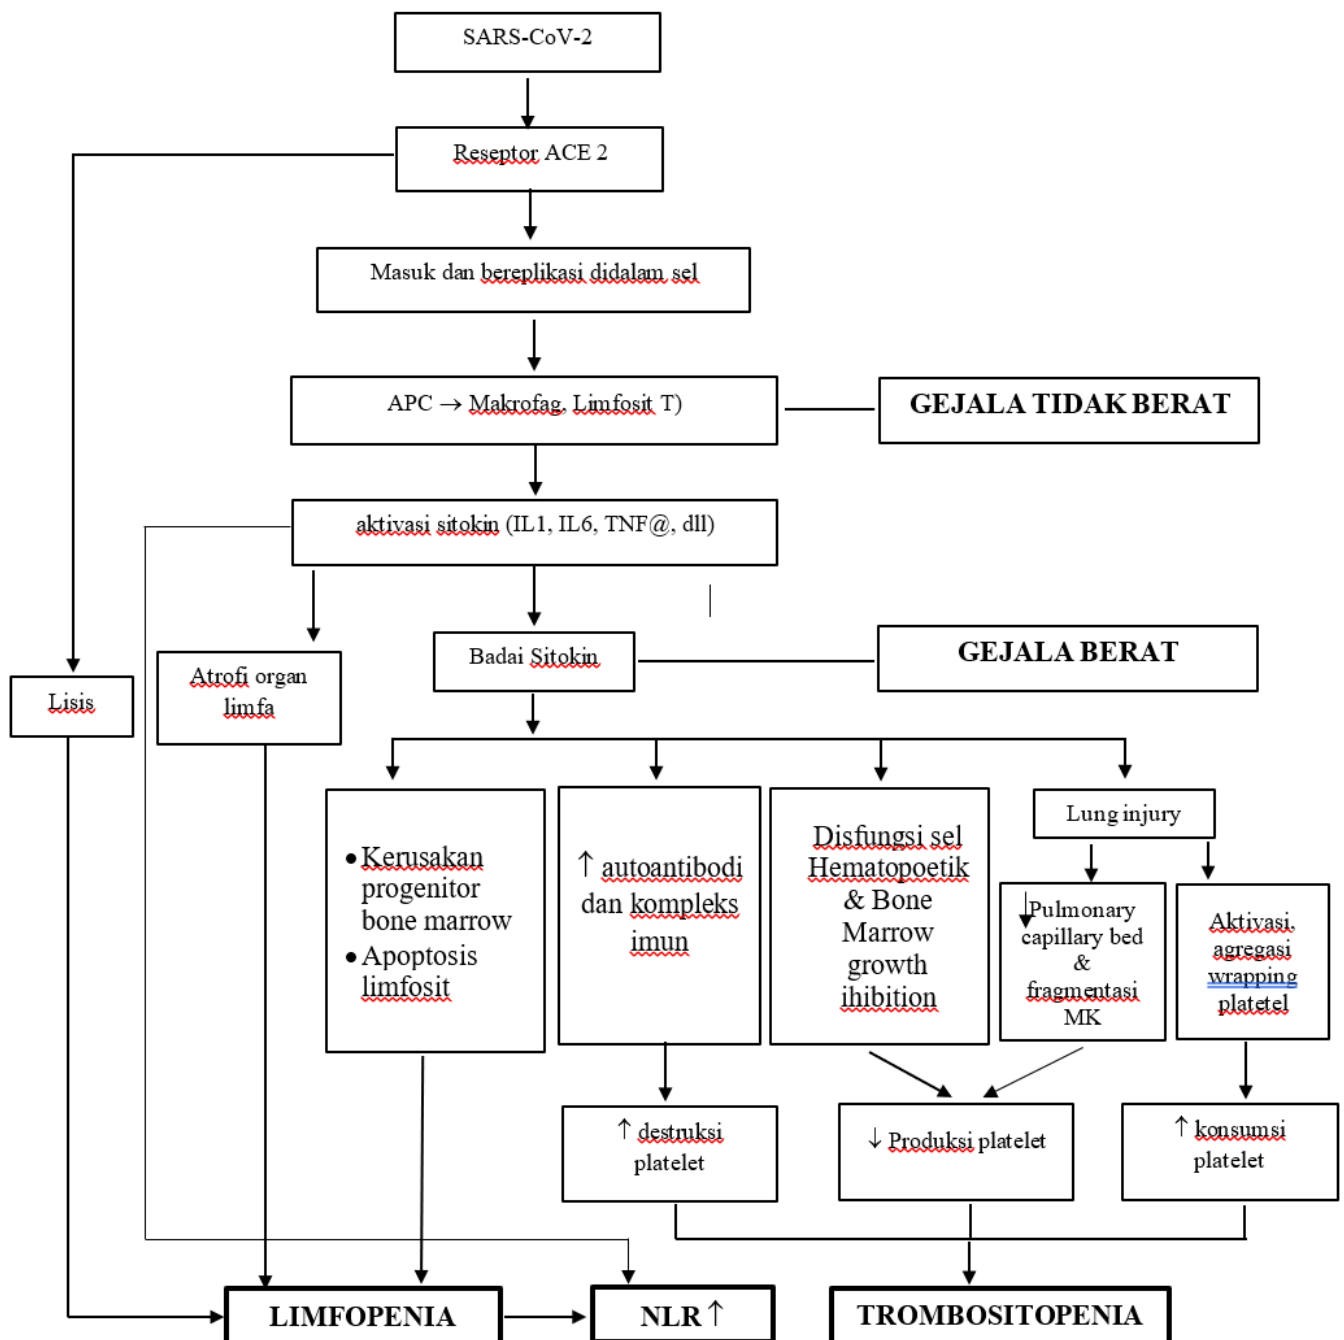 SARS-CoV-2
Reseptor ACE 2
Masuk dan bereplikasi didalam sel
APC → Makrofag, Limfosit T)
GEJALA TIDAK BERAT
aktivasi sitokin (IL1, IL6, TNF@, dll)
Badai Sitokin
GEJALA BERAT
Atrofi organ
limfa
Lisis
• Kerusakan
progenitor
bone marrow
• Apoptosis
limfosit
↑ autoantibodi
dan kompleks
imun
Disfungsi sel
Hematopoetik
& Bone
Marrow
growth
ihibition
Lung injury
↓Pulmonary
capillary bed
&
fragmentasi
MK
Aktivasi,
agregasi
wrapping
platetel
↑ destruksi
platelet
↓ Produksi platelet
↑ konsumsi
platelet
LIMFOPENIA
NLR ↑
TROMBOSITOPENIA